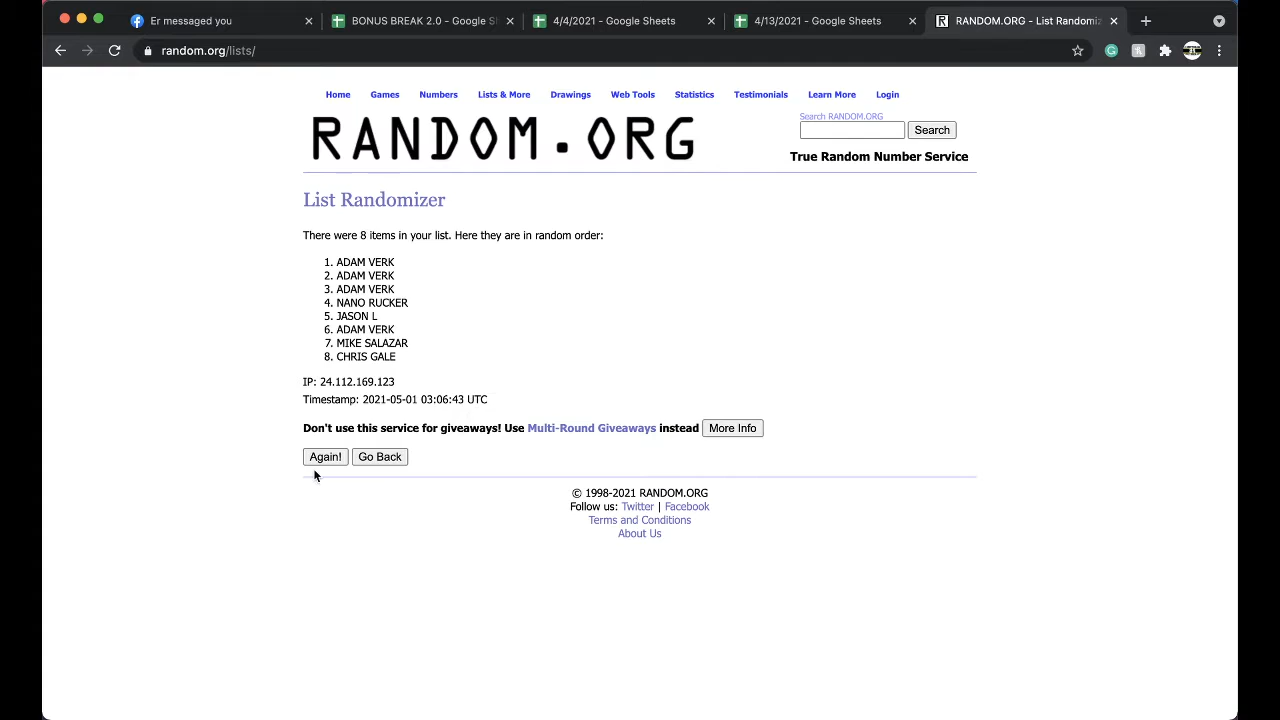 Er messaged you
BONUS BREAK 2.0 - Google S
4/4/2021 - Google Sheets
4/13/2021 - Google Sheets
RANDOM.ORG - List Randomiz
random.org/lists/
Home Games Numbers Lists & More Drawings Web Tools Statistics Testimonials Learn More Login
RANDOM.ORG
Search RANDOM.ORG
Search
True Random Number Service
List Randomizer
There were 8 items in your list. Here they are in random order:
1. ADAM VERK
2. ADAM VERK
3. ADAM VERK
4. NANO RUCKER
5. JASON L
6. ADAM VERK
7. MIKE SALAZAR
8. CHRIS GALE
IP: 24.112.169.123
Timestamp: 2021-05-01 03:06:43 UTC
Don't use this service for giveaways! Use Multi-Round Giveaways instead More Info
Again! Go Back
© 1998-2021 RANDOM.ORG
Follow us: Twitter | Facebook
Terms and Conditions
About Us